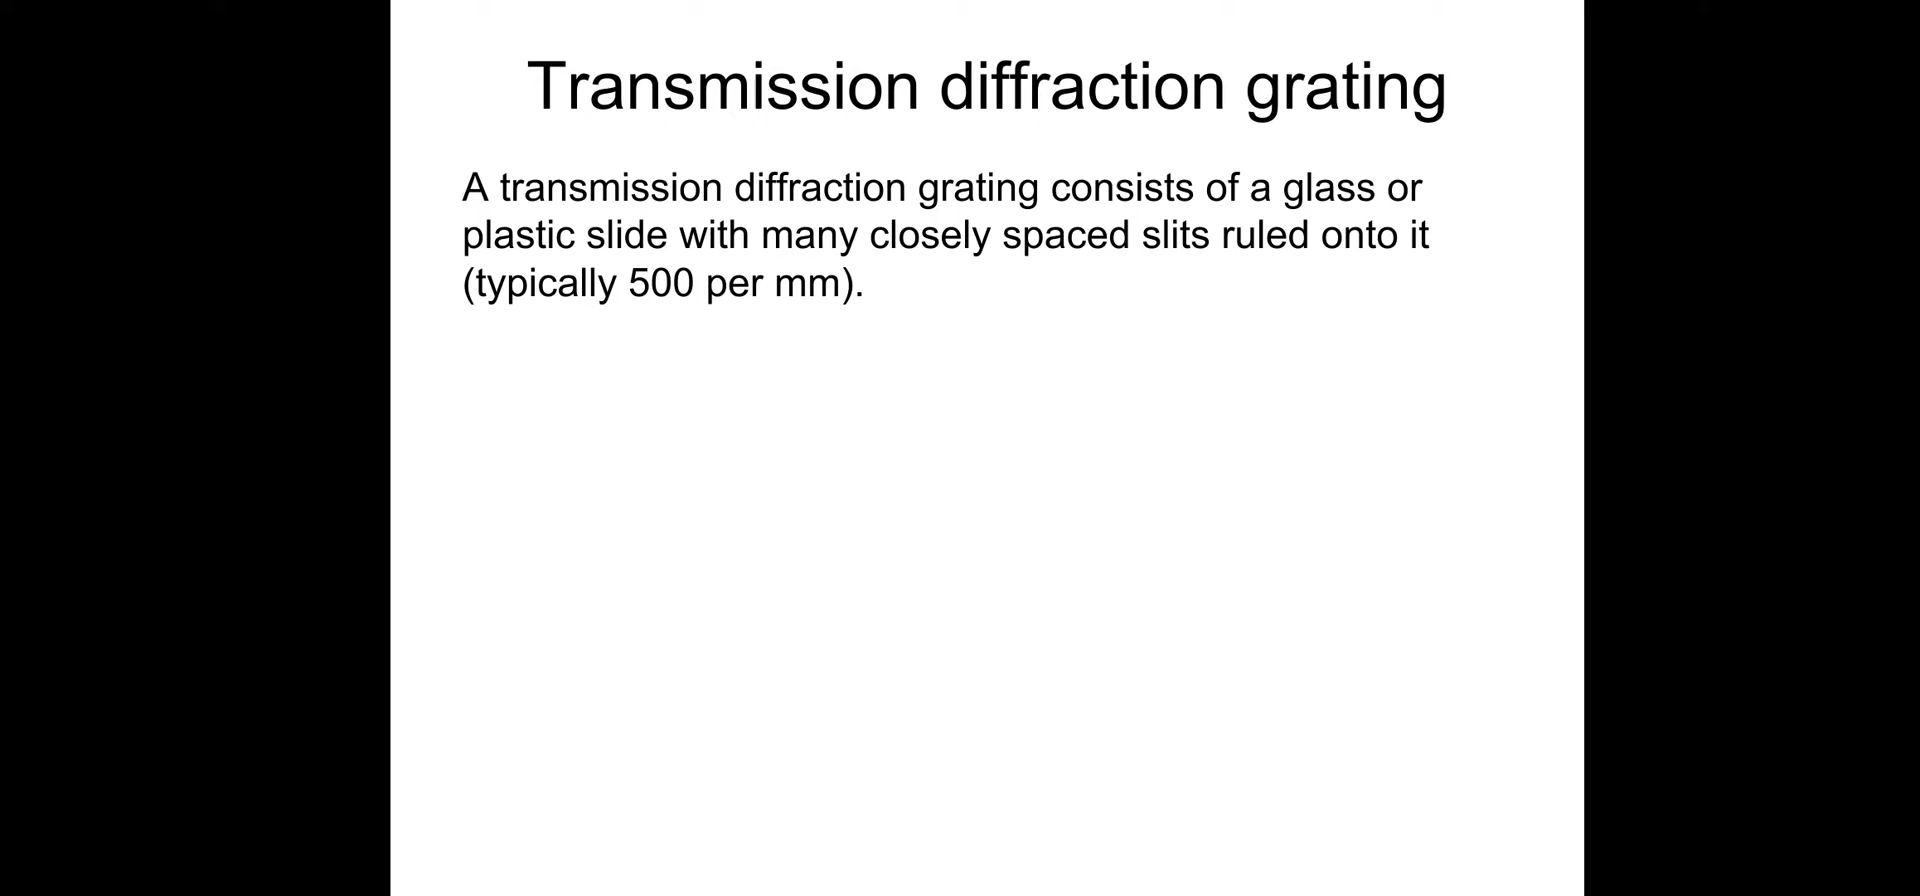 Transmission diffraction grating
A transmission diffraction grating consists of a glass or
plastic slide with many closely spaced slits ruled onto it
(typically 500 per mm).